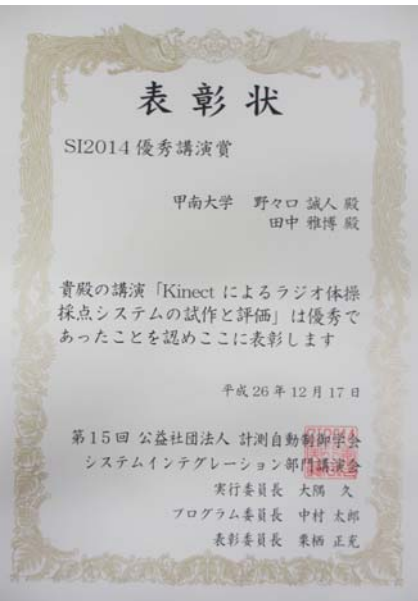 表彰状
SI2014 優秀講演賞
甲南大学 野々口 誠人 殿
田中 雅博 殿
貴殿の講演「Kinect によるラジオ体操
採点システムの試作と評価」は優秀で
あったことを認めここに表彰します
平成 26 年 12 月 17 日
第15回 公益社団法人 計測自動制御学会
システムインテグレーション部門講演会
実行委員長 大隅 久
プログラム委員長 中村 太郎
表彰委員長 栗栖 正充